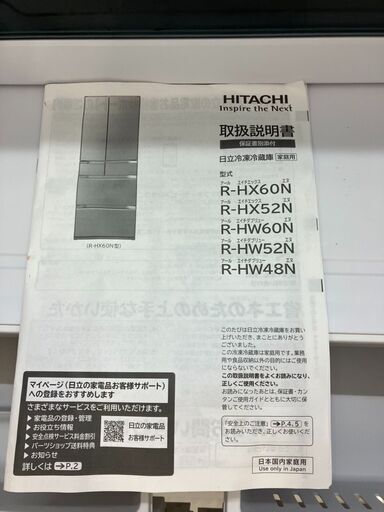 HITACHI
Inspire the Next
取扱説明書
保証書別添付
日立冷凍冷蔵庫 家庭用
型式
アール エイチエックス エヌ
R-HX60N
アール エイチエックス エヌ
R-HX52N
アール エイチダブリュー エヌ
R-HW60N
アール エイチダブリュー エヌ
R-HW52N
アール エイチダブリュー エヌ
R-HW48N
(R-HX60N型)
このたびは日立冷凍冷蔵庫をお買い
上げいただき、まことにありがとう
ございました。
この冷凍冷蔵庫は家庭用です。業務
用や食品収納以外の目的にはご使用
にならないでください。
この取扱説明書をよくお読みになり、
正しくご使用ください。
お読みになったあとは、保証書・カン
タンご使用ガイドとともに大切に保
管してください。
「安全上のご注意」(→P.4、5)を
お読みいただき、正しくお使いくだ
さい。
日本国内家庭用
Use only in Japan
マイページ(日立の家電品お客様サポート)
への登録をおすすめします
さまざまなサービスをご利用いただけます。
▶ 家電品の登録・管理
▶ お役立ち情報
▶ 安全点検サービス料金割引
▶ パーツショップ送料特典
▶ お知らせ
詳しくは →P.2
日立の家電品
お客様サポート